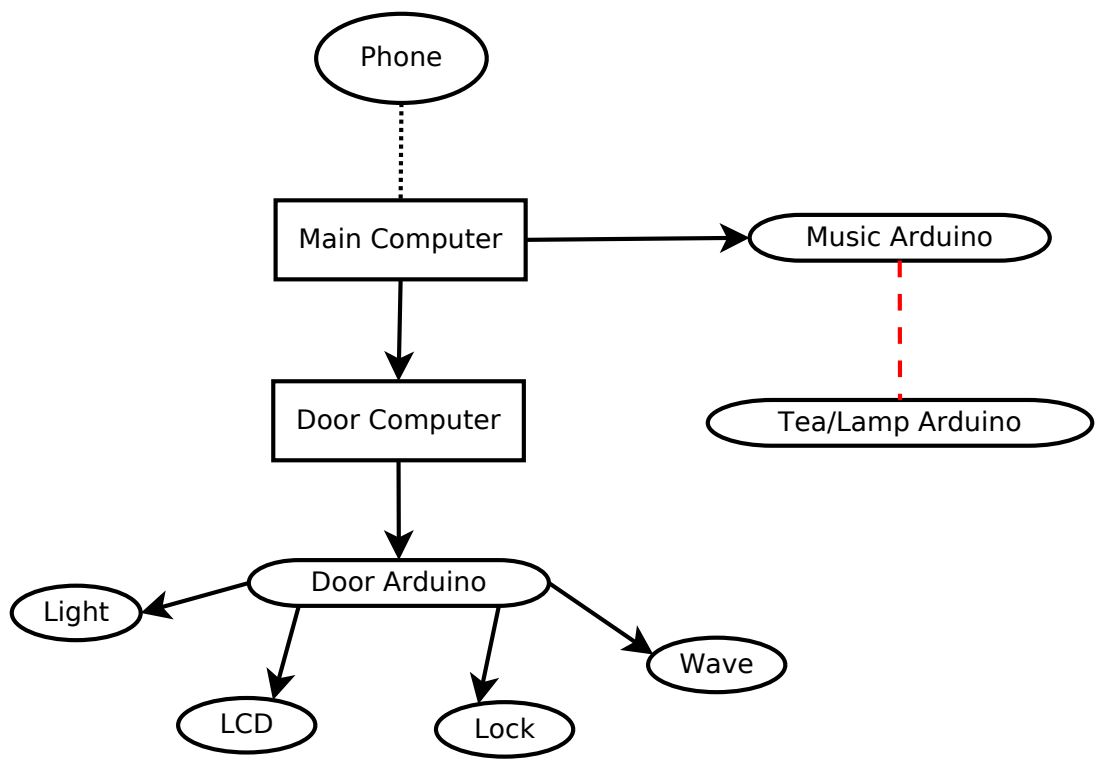 Phone
Main Computer
Music Arduino
Door Computer
Tea/Lamp Arduino
Door Arduino
Light
Wave
LCD
Lock